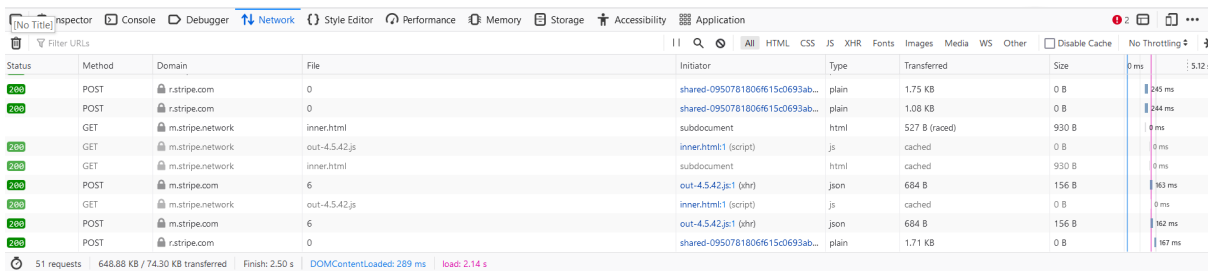 [No Title] nspector Console Debugger Network {} Style Editor Performance Memory Storage Accessibility Application 2
Filter URLs All HTML CSS JS XHR Fonts Images Media WS Other Disable Cache No Throttling
Status Method Domain File Initiator Type Transferred Size 0 ms 5.12 s
200 POST r.stripe.com 0 shared-0950781806f615c0693ab... plain 1.75 KB 0 B 245 ms
200 POST r.stripe.com 0 shared-0950781806f615c0693ab... plain 1.08 KB 0 B 244 ms
GET m.stripe.network inner.html subdocument html 527 B (raced) 930 B 0 ms
200 GET m.stripe.network out-4.5.42.js inner.html:1 (script) js cached 0 B 0 ms
200 GET m.stripe.network inner.html subdocument html cached 930 B 0 ms
200 POST m.stripe.com 6 out-4.5.42.js:1 (xhr) json 684 B 156 B 163 ms
200 GET m.stripe.network out-4.5.42.js inner.html:1 (script) js cached 0 B 0 ms
200 POST m.stripe.com 6 out-4.5.42.js:1 (xhr) json 684 B 156 B 162 ms
200 POST r.stripe.com 0 shared-0950781806f615c0693ab... plain 1.71 KB 0 B 167 ms
51 requests 648.88 KB / 74.30 KB transferred Finish: 2.50 s DOMContentLoaded: 289 ms load: 2.14 s